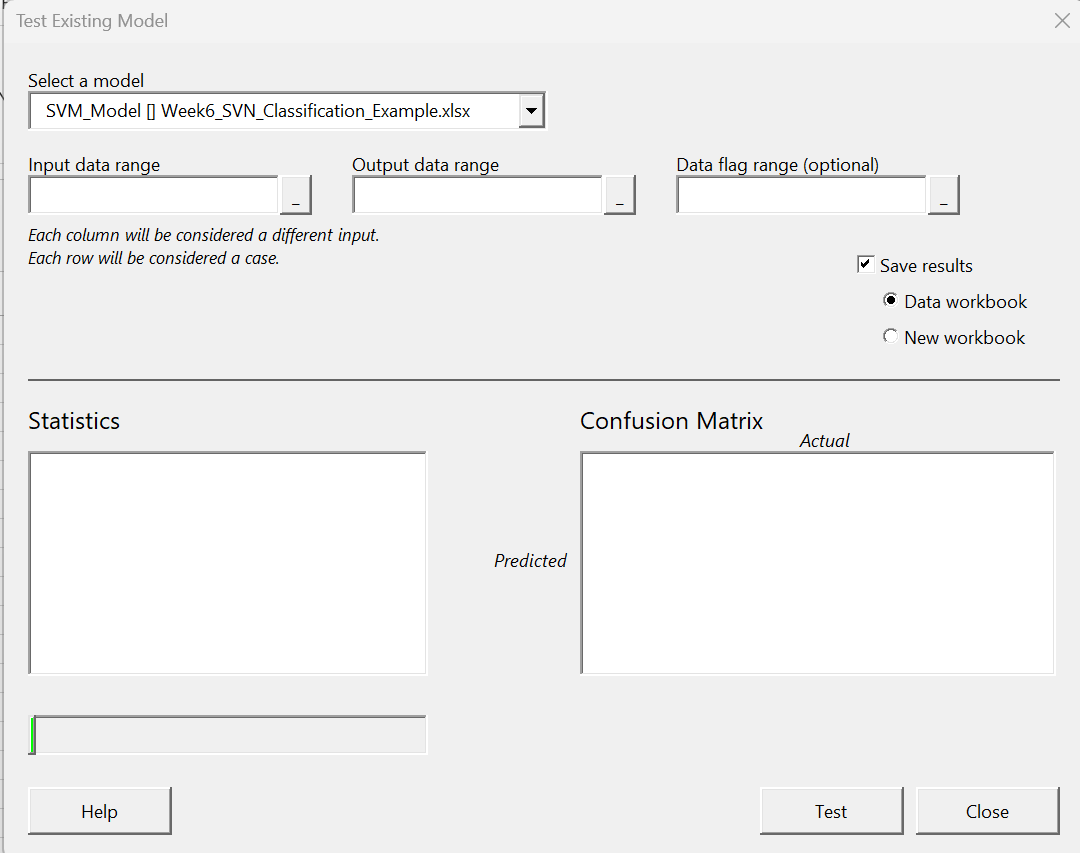 Test Existing Model
Select a model
SVM_Model [] Week6_SVN_Classification_Example.xlsx
Input data range
Output data range
Data flag range (optional)
_
_
_
Each column will be considered a different input.
Each row will be considered a case.
Save results
Data workbook
New workbook
Statistics
Confusion Matrix
Actual
Predicted
Help
Test
Close